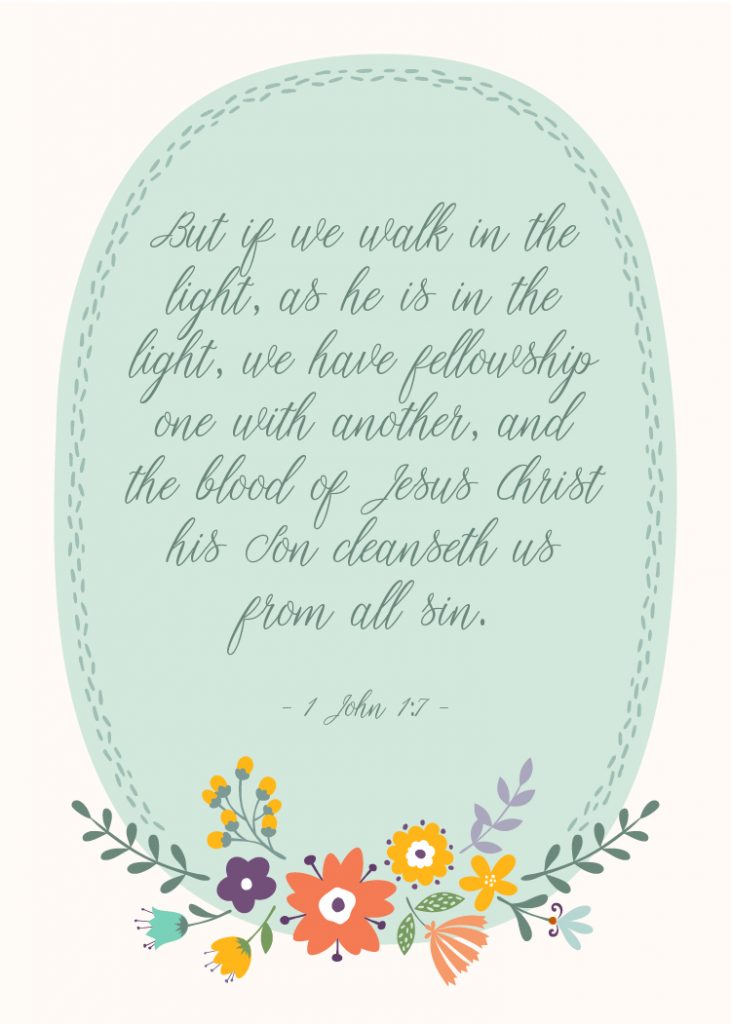 But if we walk in the
light, as he is in the
light, we have fellowship
one with another, and
the blood of Jesus Christ
his Son cleanseth us
from all sin.
- 1 John 1:7 -